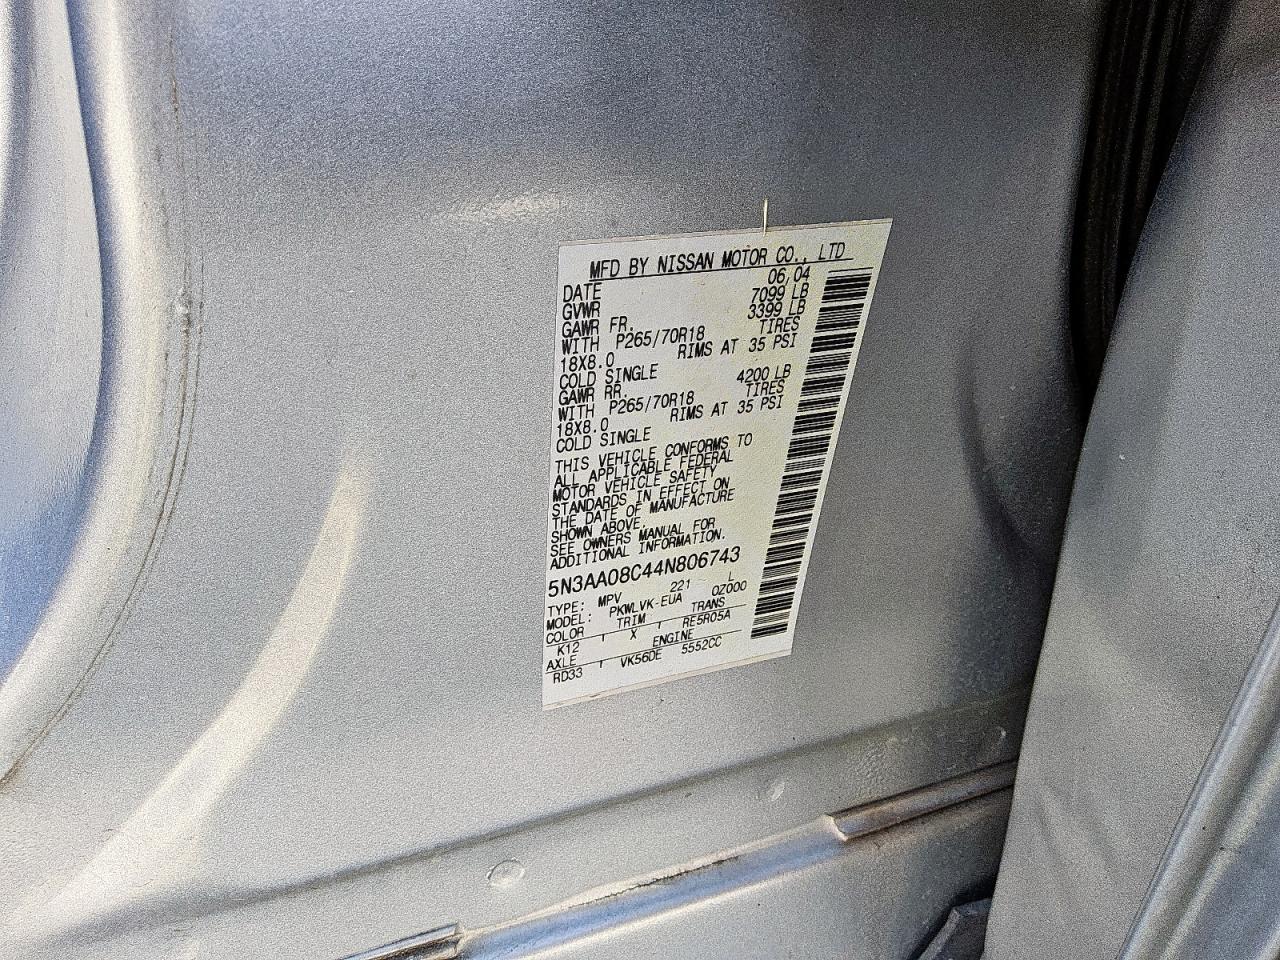 MFD BY NISSAN MOTOR CO., LTD
DATE 06,04
GVWR 7099 LB
GAWR FR. 3399 LB
WITH P265/70R18 TIRES
18X8.0 RIMS AT 35 PSI
COLD SINGLE
GAWR RR. 4200 LB
WITH P265/70R18 TIRES
18X8.0 RIMS AT 35 PSI
COLD SINGLE
THIS VEHICLE CONFORMS TO
ALL APPLICABLE FEDERAL
MOTOR VEHICLE SAFETY
STANDARDS IN EFFECT ON
THE DATE OF MANUFACTURE
SHOWN ABOVE.
SEE OWNERS MANUAL FOR
ADDITIONAL INFORMATION.
5N3AA08C44N806743
TYPE: MPV 221 L
MODEL: PKWLVK-EUA 0Z000
COLOR TRIM TRANS
K12 X RE5R05A
AXLE ENGINE
RD33 VK56DE 5552CC